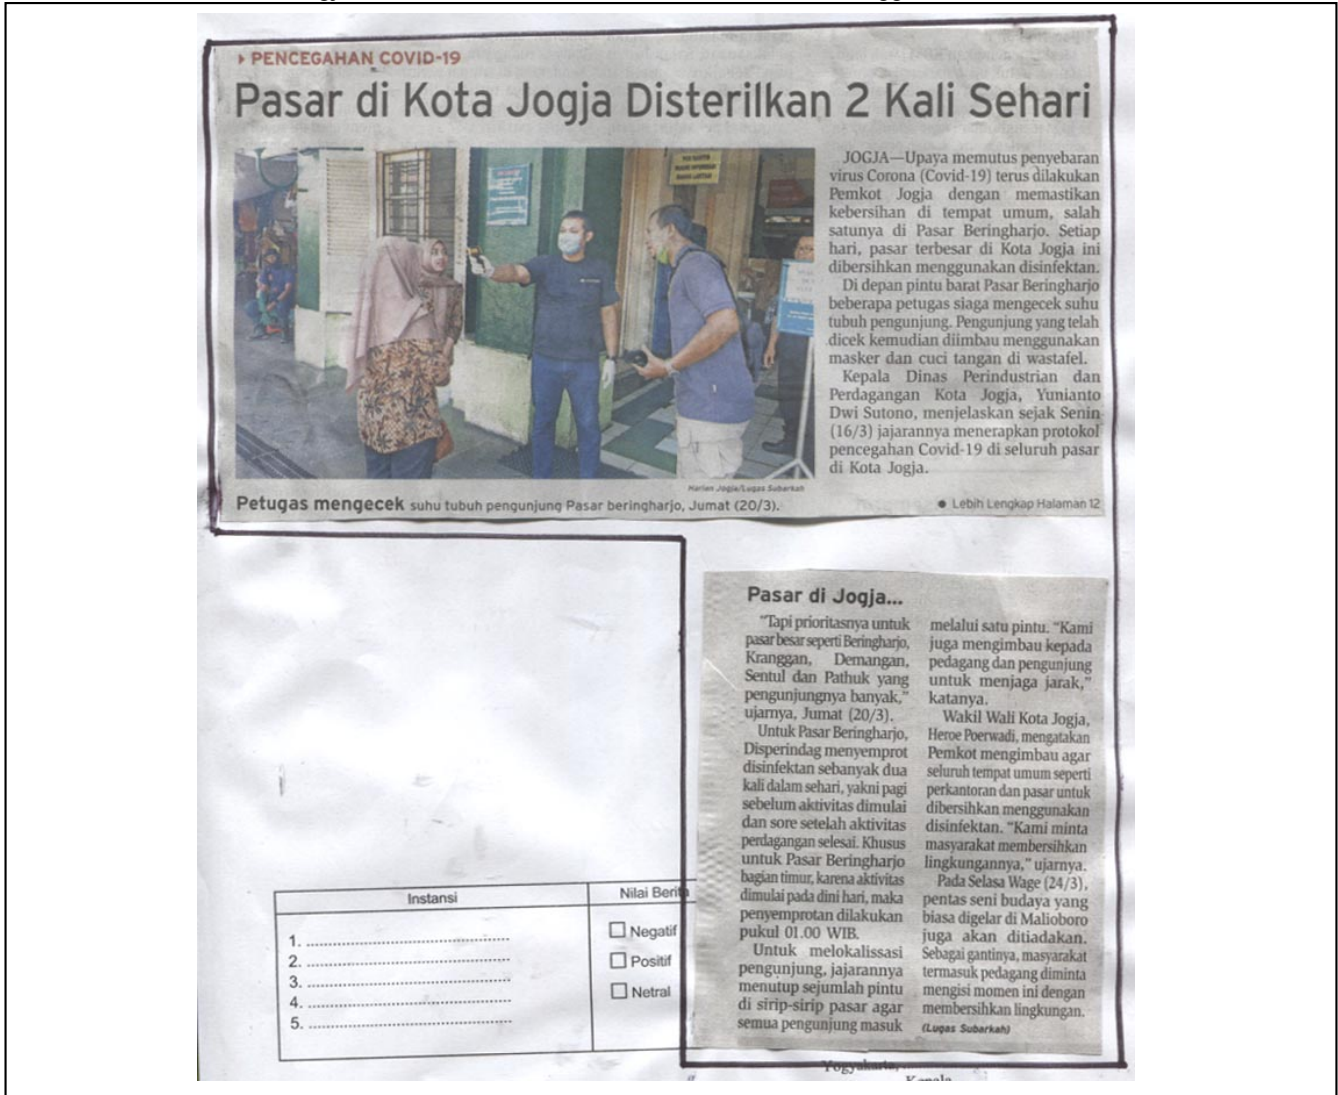 PENCEGAHAN COVID-19
Pasar di Kota Jogja Disterilkan 2 Kali Sehari
JOGJA—Upaya memutus penyebaran
virus Corona (Covid-19) terus dilakukan
Pemkot Jogja dengan memastikan
kebersihan di tempat umum, salah
satunya di Pasar Beringharjo. Setiap
hari, pasar terbesar di Kota Jogja ini
dibersihkan menggunakan disinfektan.
Di depan pintu barat Pasar Beringharjo
beberapa petugas siaga mengecek suhu
tubuh pengunjung. Pengunjung yang telah
dicek kemudian diimbau menggunakan
masker dan cuci tangan di wastafel.
Kepala Dinas Perindustrian dan
Perdagangan Kota Jogja, Yunianto
Dwi Sutono, menjelaskan sejak Senin
(16/3) jajarannya menerapkan protokol
pencegahan Covid-19 di seluruh pasar
di Kota Jogja.
Harian Jogja/Lugas Subarkah
Petugas mengecek suhu tubuh pengunjung Pasar beringharjo, Jumat (20/3).
● Lebih Lengkap Halaman 12
Pasar di Jogja...
“Tapi prioritasnya untuk
pasar besar seperti Beringharjo,
Kranggan, Demangan,
Sentul dan Pathuk yang
pengunjungnya banyak,”
ujarnya, Jumat (20/3).
Untuk Pasar Beringharjo,
Disperindag menyemprot
disinfektan sebanyak dua
kali dalam sehari, yakni pagi
sebelum aktivitas dimulai
dan sore setelah aktivitas
perdagangan selesai. Khusus
untuk Pasar Beringharjo
bagian timur, karena aktivitas
dimulai pada dini hari, maka
penyemprotan dilakukan
pukul 01.00 WIB.
Untuk melokalissasi
pengunjung, jajarannya
menutup sejumlah pintu
di sirip-sirip pasar agar
semua pengunjung masuk
melalui satu pintu. “Kami
juga mengimbau kepada
pedagang dan pengunjung
untuk menjaga jarak,”
katanya.
Wakil Wali Kota Jogja,
Heroe Poerwadi, mengatakan
Pemkot mengimbau agar
seluruh tempat umum seperti
perkantoran dan pasar untuk
dibersihkan menggunakan
disinfektan. “Kami minta
masyarakat membersihkan
lingkungannya,” ujarnya.
Pada Selasa Wage (24/3),
pentas seni budaya yang
biasa digelar di Malioboro
juga akan ditiadakan.
Sebagai gantinya, masyarakat
termasuk pedagang diminta
mengisi momen ini dengan
membersihkan lingkungan.
(Lugas Subarkah)
Instansi
Nilai Berita
1. ..........
2. ..........
3. ..........
4. ..........
5. ..........
Negatif
Positif
Netral
Yogyakarta,